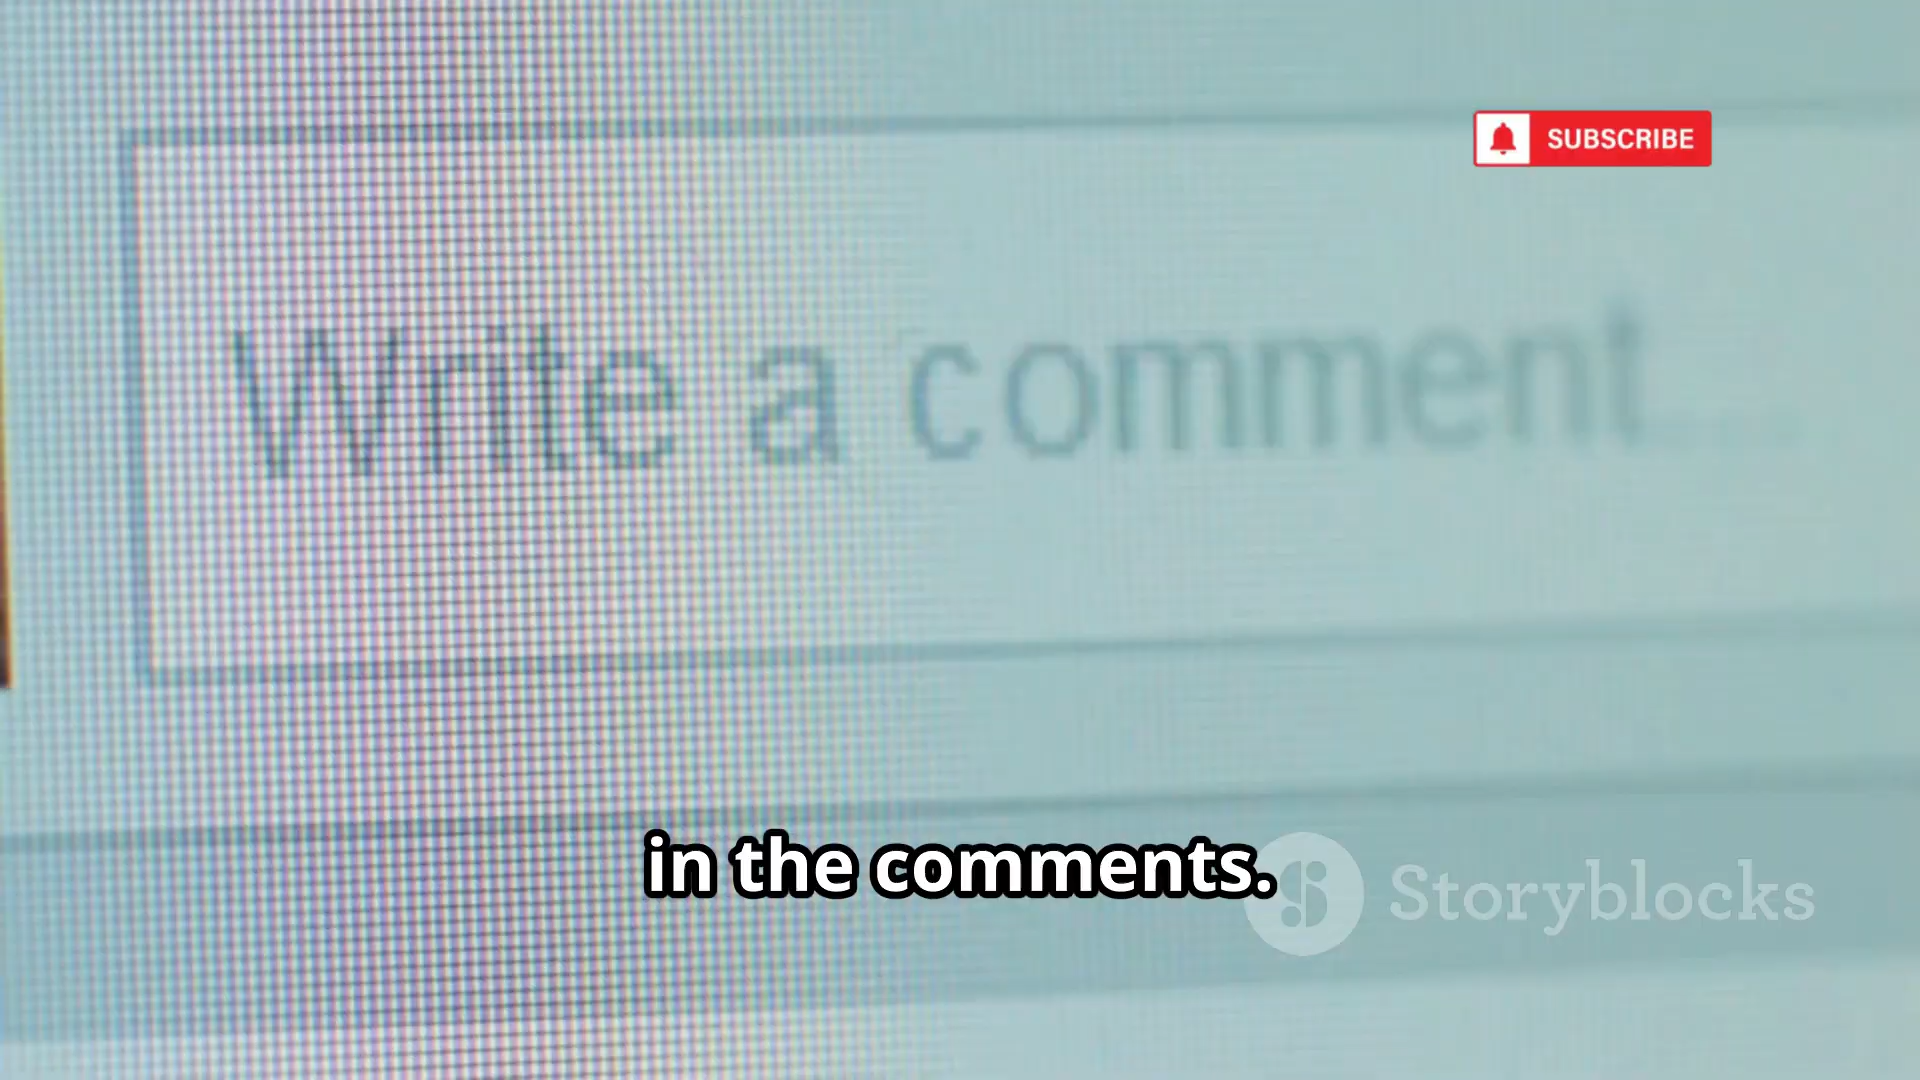 SUBSCRIBE
Write a comment
in the comments.
Storyblocks